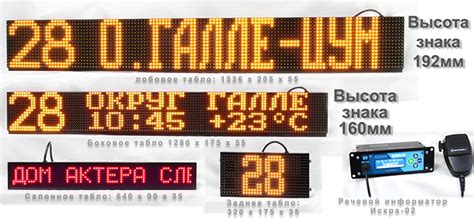 28 О.ГАЛЛЕ-ЦУМ
Высота
знака
192мм
лобовое табло: 1536 x 205 x 55
28 ОКРУГ ГАЛЛЕ
10:45 +23°C
Высота
знака
160мм
Боковое табло 1280 x 175 x 55
ДОМ АКТЕРА СЛЕ
Салонное табло: 640 x 90 x 35
28
Заднее табло:
320 x 175 x 35
Речевой информатор
Искра-02